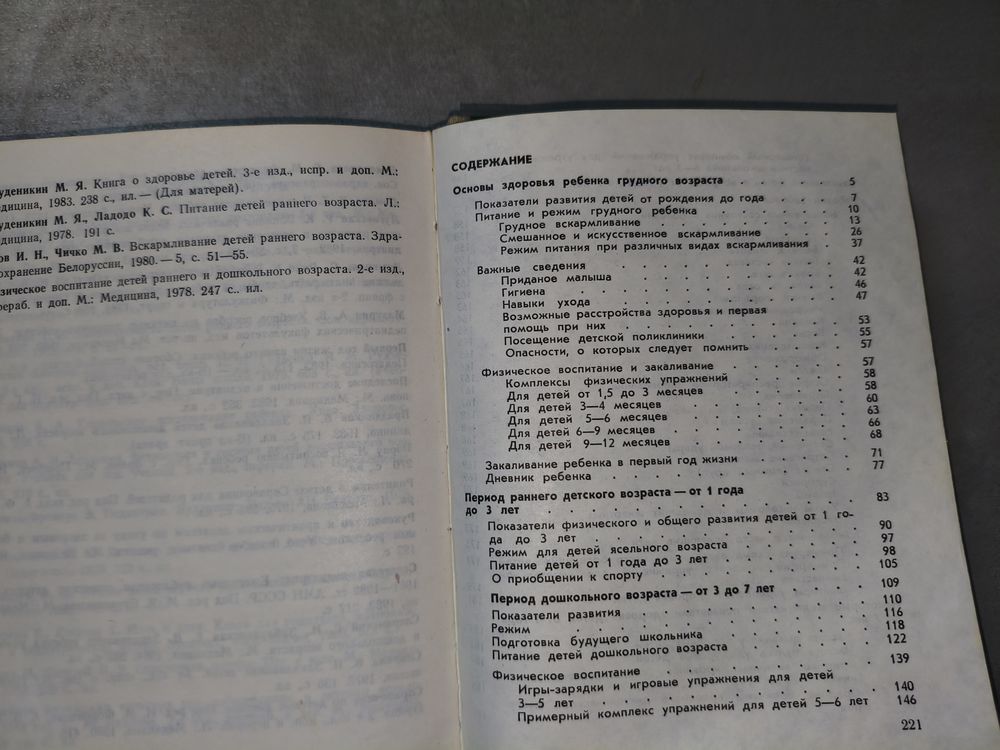 уденикин М. Я. Книга о здоровье детей. 3-е изд., испр. и доп. М.:
едицина, 1983. 238 с., ил. — (Для матерей).
уденикин М. Я., Ладодо К. С. Питание детей раннего возраста. Л.:
едицина, 1978. 191 с.
ов И. Н., Чичко М. В. Вскармливание детей раннего возраста. Здра-
охранение Белоруссии, 1980. — 5, с. 51—55.
изическое воспитание детей раннего и дошкольного возраста. 2-е изд.,
ерераб. и доп. М.: Медицина, 1978. 247 с.. ил.
СОДЕРЖАНИЕ
Основы здоровья ребенка грудного возраста . . . . . 5
Показатели развития детей от рождения до года . . . . 7
Питание и режим грудного ребенка . . . . . . 10
Грудное вскармливание . . . . . . . 13
Смешанное и искусственное вскармливание . . . . 26
Режим питания при различных видах вскармливания . . 37
Важные сведения . . . . . . . . 42
Приданое малыша . . . . . . . . 42
Гигиена . . . . . . . . . 46
Навыки ухода . . . . . . . . 47
Возможные расстройства здоровья и первая
помощь при них . . . . . . . . 53
Посещение детской поликлиники . . . . . 55
Опасности, о которых следует помнить . . . . 57
Физическое воспитание и закаливание . . . . . 57
Комплексы физических упражнений . . . . . 58
Для детей от 1,5 до 3 месяцев . . . . . 58
Для детей 3—4 месяцев . . . . . . 60
Для детей 5—6 месяцев . . . . . . 63
Для детей 6—9 месяцев . . . . . . 66
Для детей 9—12 месяцев . . . . . . 68
Закаливание ребенка в первый год жизни . . . . 71
Дневник ребенка . . . . . . . . 77
Период раннего детского возраста — от 1 года
до 3 лет . . . . . . . . . . 83
Показатели физического и общего развития детей от 1 го-
да до 3 лет . . . . . . . . . 90
Режим для детей ясельного возраста . . . . . 97
Питание детей от 1 года до 3 лет . . . . . 98
О приобщении к спорту . . . . . . . 105
Период дошкольного возраста — от 3 до 7 лет . . . . 109
Показатели развития . . . . . . . 110
Режим . . . . . . . . . . 116
Подготовка будущего школьника . . . . . 118
Питание детей дошкольного возраста . . . . . 122
Физическое воспитание . . . . . . . 139
Игры-зарядки и игровые упражнения для детей
3—5 лет . . . . . . . . . 140
Примерный комплекс упражнений для детей 5—6 лет 146
221